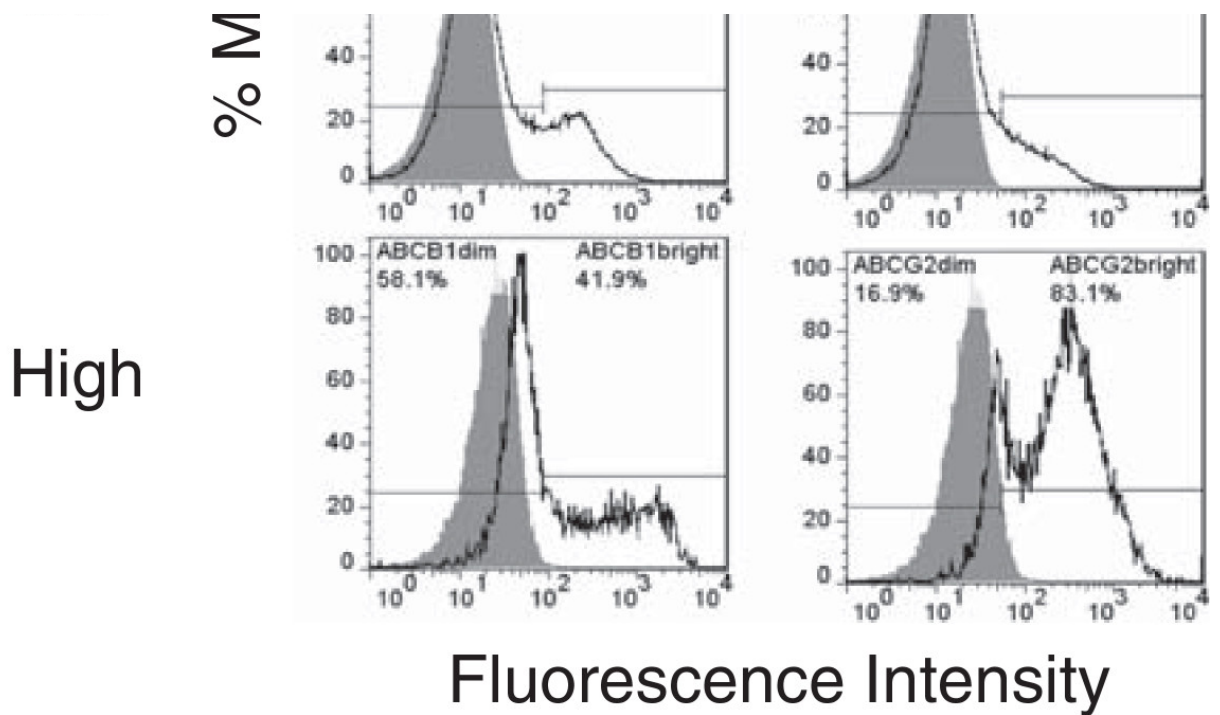 % M
40
20
0
10^0 10^1 10^2 10^3 10^4
40
20
0
10^0 10^1 10^2 10^3 10^4
High
ABCB1dim ABCB1bright
58.1% 41.9%
100
80
60
40
20
0
10^0 10^1 10^2 10^3 10^4
ABCG2dim ABCG2bright
16.9% 83.1%
100
80
60
40
20
0
10^0 10^1 10^2 10^3 10^4
Fluorescence Intensity